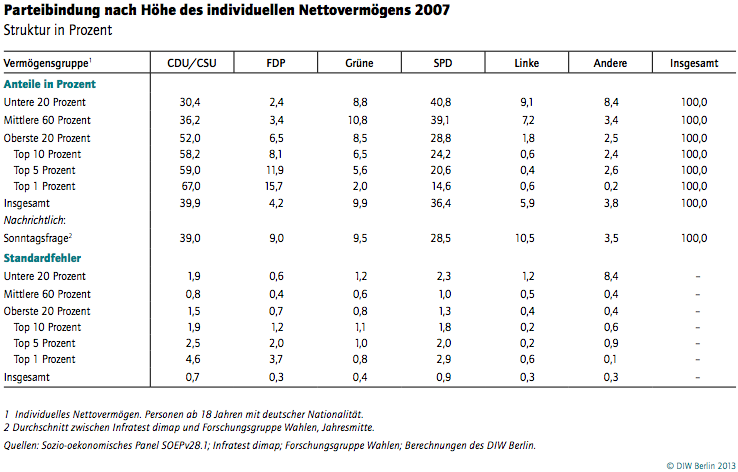 Parteibindung nach Höhe des individuellen Nettovermögens 2007
Struktur in Prozent
Vermögensgruppe1 CDU/CSU FDP Grüne SPD Linke Andere Insgesamt
Anteile in Prozent
Untere 20 Prozent 30,4 2,4 8,8 40,8 9,1 8,4 100,0
Mittlere 60 Prozent 36,2 3,4 10,8 39,1 7,2 3,4 100,0
Oberste 20 Prozent 52,0 6,5 8,5 28,8 1,8 2,5 100,0
Top 10 Prozent 58,2 8,1 6,5 24,2 0,6 2,4 100,0
Top 5 Prozent 59,0 11,9 5,6 20,6 0,4 2,6 100,0
Top 1 Prozent 67,0 15,7 2,0 14,6 0,6 0,2 100,0
Insgesamt 39,9 4,2 9,9 36,4 5,9 3,8 100,0
Nachrichtlich:
Sonntagsfrage2 39,0 9,0 9,5 28,5 10,5 3,5 100,0
Standardfehler
Untere 20 Prozent 1,9 0,6 1,2 2,3 1,2 8,4 –
Mittlere 60 Prozent 0,8 0,4 0,6 1,0 0,5 0,4 –
Oberste 20 Prozent 1,5 0,7 0,8 1,3 0,4 0,4 –
Top 10 Prozent 1,9 1,2 1,1 1,8 0,2 0,6 –
Top 5 Prozent 2,5 2,0 1,0 2,0 0,2 0,9 –
Top 1 Prozent 4,6 3,7 0,8 2,9 0,6 0,1 –
Insgesamt 0,7 0,3 0,4 0,9 0,3 0,3 –
1 Individuelles Nettovermögen. Personen ab 18 Jahren mit deutscher Nationalität.
2 Durchschnitt zwischen Infratest dimap und Forschungsgruppe Wahlen, Jahresmitte.
Quellen: Sozio-oekonomisches Panel SOEPv28.1; Infratest dimap; Forschungsgruppe Wahlen; Berechnungen des DIW Berlin.
© DIW Berlin 2013